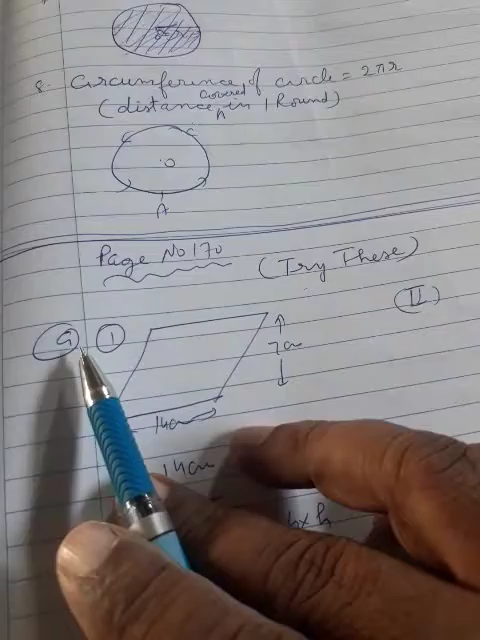 8. Circumference of circle = 2πr
(distance covered in 1 Round)
O
A
Page No 170
(Try These)
(II)
a 1
7cm
14cm
14cm
b x h